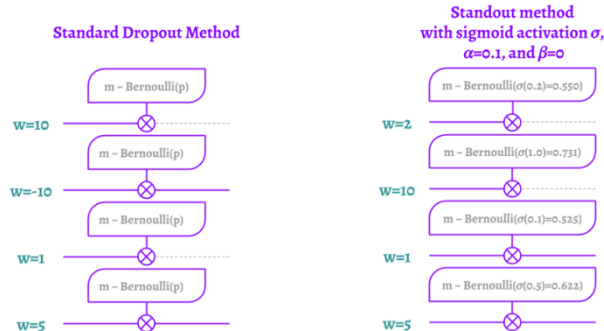 Standard Dropout Method
m ~ Bernoulli(p)
w=10
m ~ Bernoulli(p)
w=-10
m ~ Bernoulli(p)
w=1
m ~ Bernoulli(p)
w=5
Standout method
with sigmoid activation σ,
α=0.1, and β=0
m ~ Bernoulli(σ(0.2)=0.550)
w=2
m ~ Bernoulli(σ(1.0)=0.731)
w=10
m ~ Bernoulli(σ(0.1)=0.525)
w=1
m ~ Bernoulli(σ(0.5)=0.622)
w=5